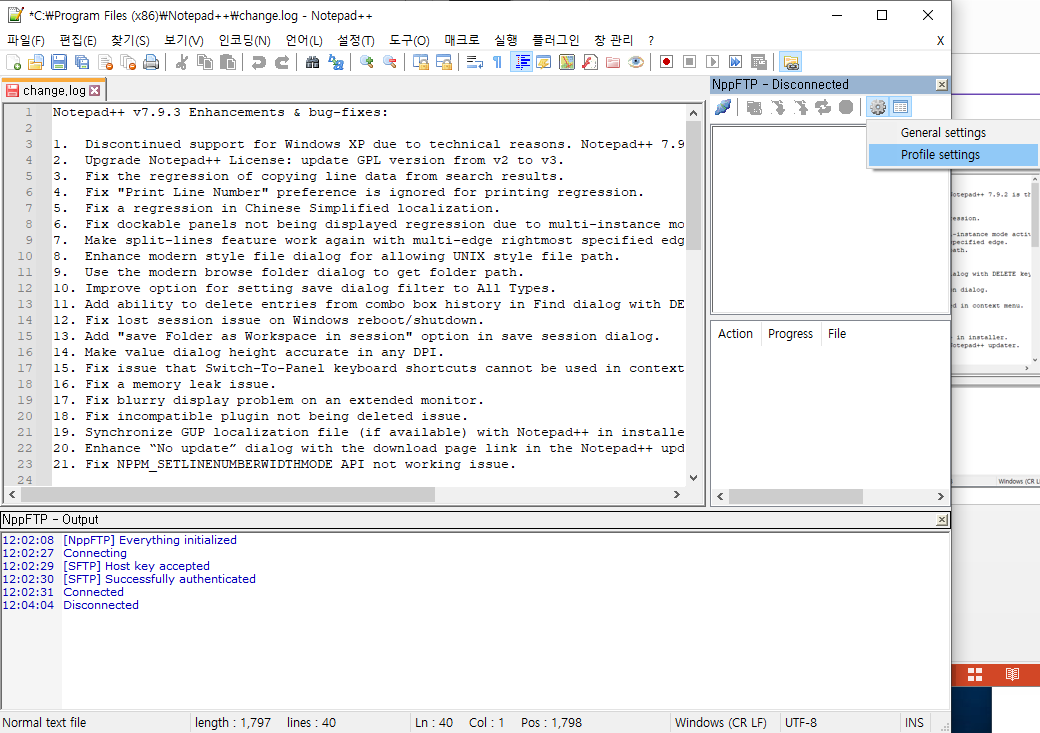 *C:₩Program Files (x86)₩Notepad++₩change.log - Notepad++
파일(F) 편집(E) 찾기(S) 보기(V) 인코딩(N) 언어(L) 설정(T) 도구(O) 매크로 실행 플러그인 창 관리 ? X
change.log
1 Notepad++ v7.9.3 Enhancements & bug-fixes:
2
3 1. Discontinued support for Windows XP due to technical reasons. Notepad++ 7.9
4 2. Upgrade Notepad++ License: update GPL version from v2 to v3.
5 3. Fix the regression of copying line data from search results.
6 4. Fix "Print Line Number" preference is ignored for printing regression.
7 5. Fix a regression in Chinese Simplified localization.
8 6. Fix dockable panels not being displayed regression due to multi-instance mo
9 7. Make split-lines feature work again with multi-edge rightmost specified edg
10 8. Enhance modern style file dialog for allowing UNIX style file path.
11 9. Use the modern browse folder dialog to get folder path.
12 10. Improve option for setting save dialog filter to All Types.
13 11. Add ability to delete entries from combo box history in Find dialog with DE
14 12. Fix lost session issue on Windows reboot/shutdown.
15 13. Add "save Folder as Workspace in session" option in save session dialog.
16 14. Make value dialog height accurate in any DPI.
17 15. Fix issue that Switch-To-Panel keyboard shortcuts cannot be used in context
18 16. Fix a memory leak issue.
19 17. Fix blurry display problem on an extended monitor.
20 18. Fix incompatible plugin not being deleted issue.
21 19. Synchronize GUP localization file (if available) with Notepad++ in installe
22 20. Enhance “No update” dialog with the download page link in the Notepad++ upd
23 21. Fix NPPM_SETLINENUMBERWIDTHMODE API not working issue.
24
NppFTP - Disconnected
General settings
Profile settings
Action Progress File
otepad++ 7.9.2 is th
ession.
-instance mode activ
pecified edge.
path.
alog with DELETE key
n dialog.
d in context menu.
in installer.
otepad++ updater.
Windows (CR LF
NppFTP - Output
12:02:08 [NppFTP] Everything initialized
12:02:27 Connecting
12:02:29 [SFTP] Host key accepted
12:02:30 [SFTP] Successfully authenticated
12:02:31 Connected
12:04:04 Disconnected
Normal text file length : 1,797 lines : 40 Ln : 40 Col : 1 Pos : 1,798 Windows (CR LF) UTF-8 INS